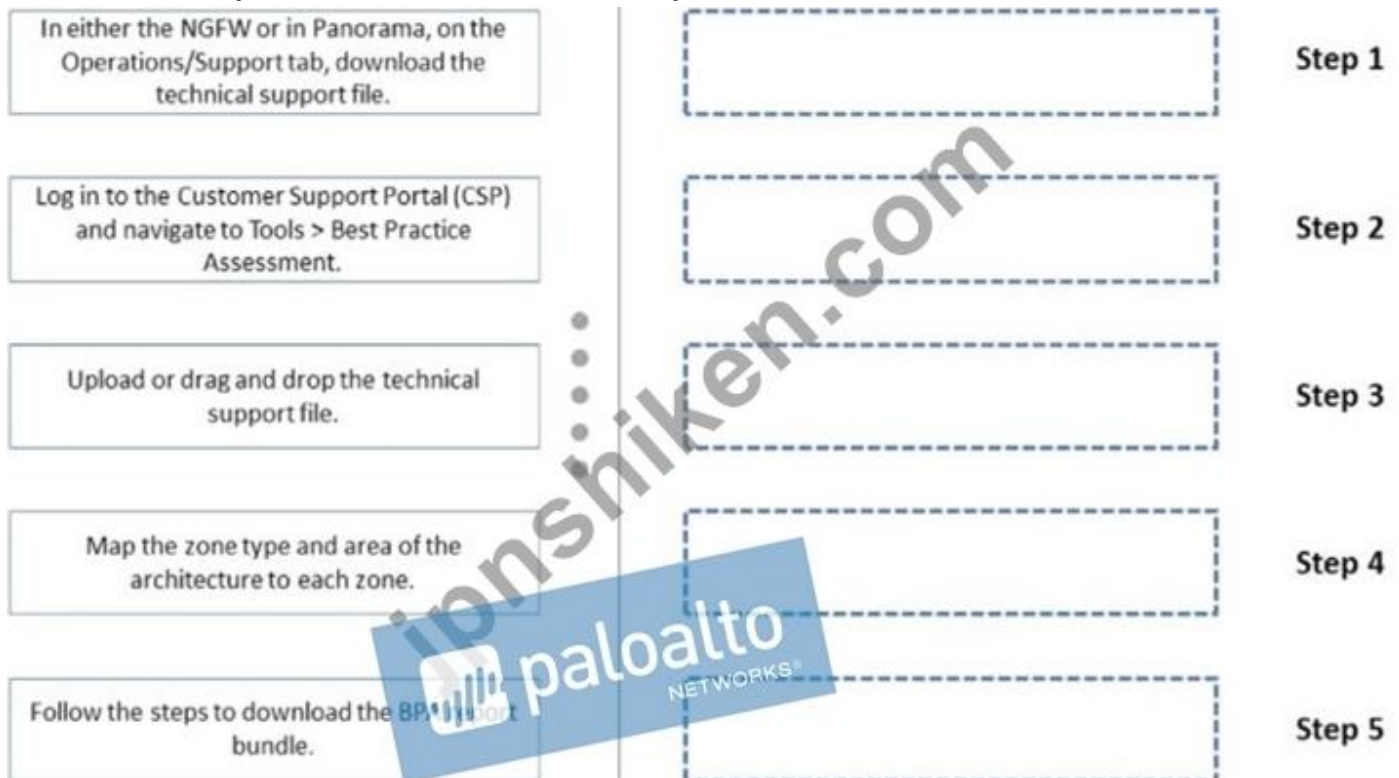 In either the NGFW or in Panorama, on the
Operations/Support tab, download the
technical support file.
Step 1
Log in to the Customer Support Portal (CSP)
and navigate to Tools > Best Practice
Assessment.
Step 2
Upload or drag and drop the technical
support file.
Step 3
Map the zone type and area of the
architecture to each zone.
Step 4
Follow the steps to download the BPA report
bundle.
Step 5
jpnshiken.com
paloalto
NETWORKS®